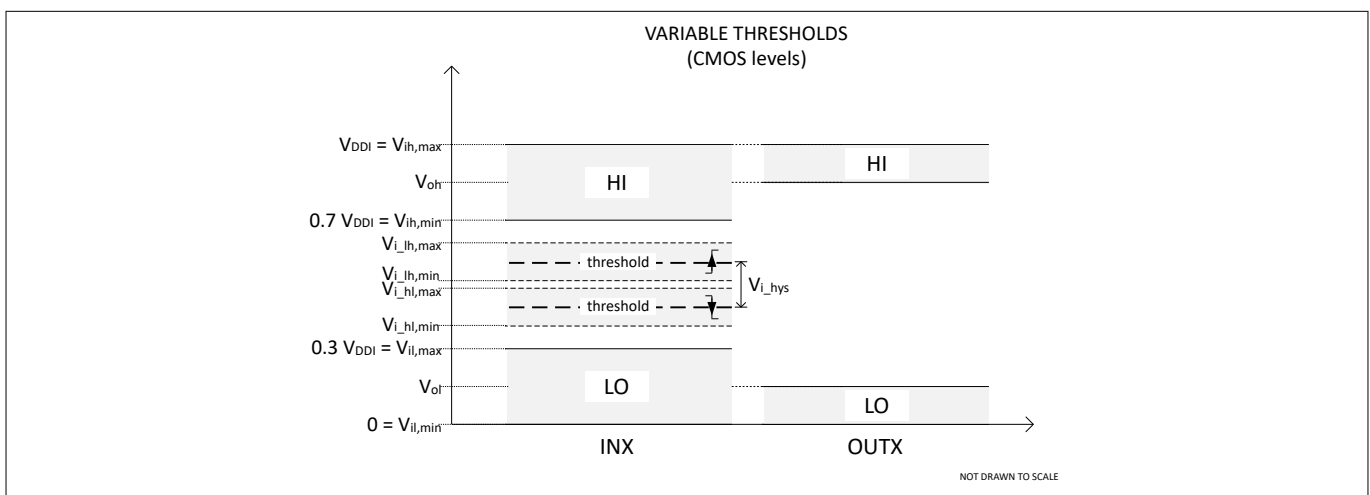 VARIABLE THRESHOLDS
(CMOS levels)
VDDI = Vih,max
HI
HI
Voh
0.7 VDDI = Vih,min
Vi_lh,max
threshold
Vi_lh,min
Vi_hl,max
Vi_hys
threshold
Vi_hl,min
0.3 VDDI = Vil,max
Vol
LO
LO
0 = Vil,min
INX
OUTX
NOT DRAWN TO SCALE